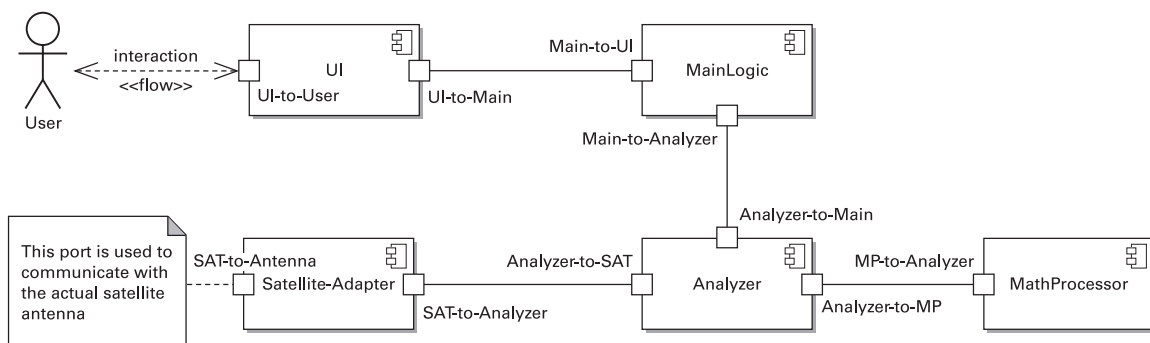 interaction
<<flow>>
User
UI
UI-to-User
UI-to-Main
Main-to-UI
MainLogic
Main-to-Analyzer
Analyzer-to-Main
This port is used to
communicate with
the actual satellite
antenna
SAT-to-Antenna
Satellite-Adapter
SAT-to-Analyzer
Analyzer-to-SAT
Analyzer
Analyzer-to-MP
MP-to-Analyzer
MathProcessor